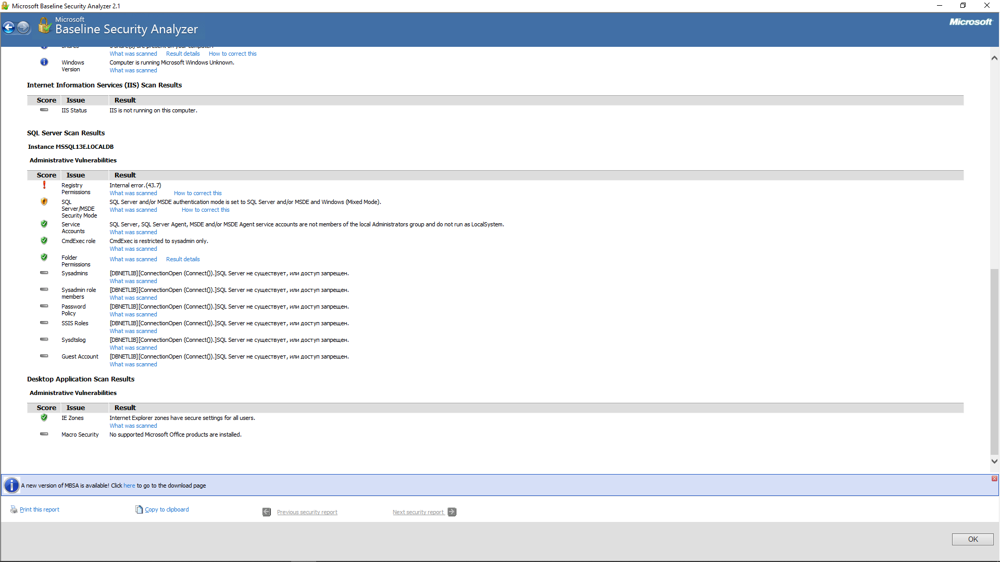 Microsoft Baseline Security Analyzer 2.1
Microsoft
Baseline Security Analyzer
Microsoft
Shares
3 share(s) are present on your computer.
What was scanned Result details How to correct this
Windows Version
Computer is running Microsoft Windows Unknown.
What was scanned
Internet Information Services (IIS) Scan Results
Score Issue Result
IIS Status IIS is not running on this computer.
SQL Server Scan Results
Instance MSSQL13E.LOCALDB
Administrative Vulnerabilities
Score Issue Result
Registry Permissions
Internal error.(43.7)
What was scanned How to correct this
SQL Server/MSDE Security Mode
SQL Server and/or MSDE authentication mode is set to SQL Server and/or MSDE and Windows (Mixed Mode).
What was scanned How to correct this
Service Accounts
SQL Server, SQL Server Agent, MSDE and/or MSDE Agent service accounts are not members of the local Administrators group and do not run as LocalSystem.
What was scanned
CmdExec role
CmdExec is restricted to sysadmin only.
What was scanned
Folder Permissions
What was scanned Result details
Sysadmins
[DBNETLIB][ConnectionOpen (Connect()).]SQL Server не существует, или доступ запрещен.
What was scanned
Sysadmin role members
[DBNETLIB][ConnectionOpen (Connect()).]SQL Server не существует, или доступ запрещен.
What was scanned
Password Policy
[DBNETLIB][ConnectionOpen (Connect()).]SQL Server не существует, или доступ запрещен.
What was scanned
SSIS Roles
[DBNETLIB][ConnectionOpen (Connect()).]SQL Server не существует, или доступ запрещен.
What was scanned
Sysdtslog
[DBNETLIB][ConnectionOpen (Connect()).]SQL Server не существует, или доступ запрещен.
What was scanned
Guest Account
[DBNETLIB][ConnectionOpen (Connect()).]SQL Server не существует, или доступ запрещен.
What was scanned
Desktop Application Scan Results
Administrative Vulnerabilities
Score Issue Result
IE Zones
Internet Explorer zones have secure settings for all users.
What was scanned
Macro Security No supported Microsoft Office products are installed.
A new version of MBSA is available! Click here to go to the download page
Print this report Copy to clipboard Previous security report Next security report
OK